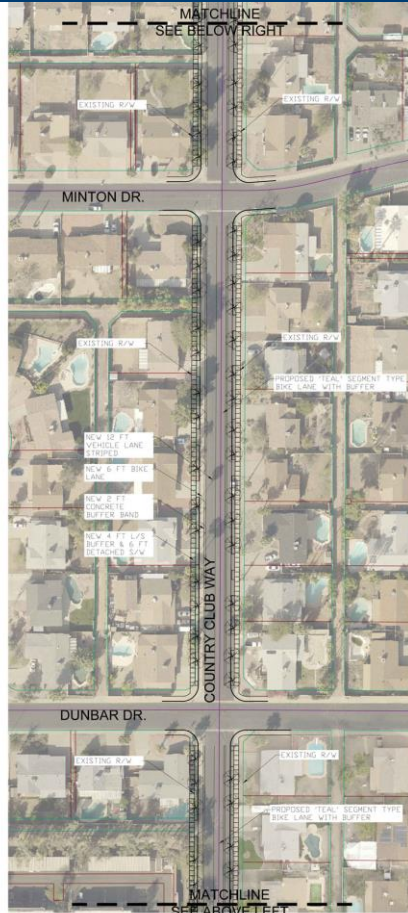 MATCHLINE
SEE BELOW RIGHT
EXISTING R/W
EXISTING R/W
MINTON DR.
EXISTING R/W
EXISTING R/W
PROPOSED 'TEAL' SEGMENT TYPE
BIKE LANE WITH BUFFER
NEW 12 FT
VEHICLE LANE
STRIPED
NEW 6 FT BIKE
LANE
NEW 2 FT
CONCRETE
BUFFER BAND
NEW 4 FT L/S
BUFFER & 6 FT
DETACHED S/W
COUNTRY CLUB WAY
DUNBAR DR.
EXISTING R/W
EXISTING R/W
PROPOSED 'TEAL' SEGMENT TYPE
BIKE LANE WITH BUFFER
MATCHLINE
SEE ABOVE LEFT